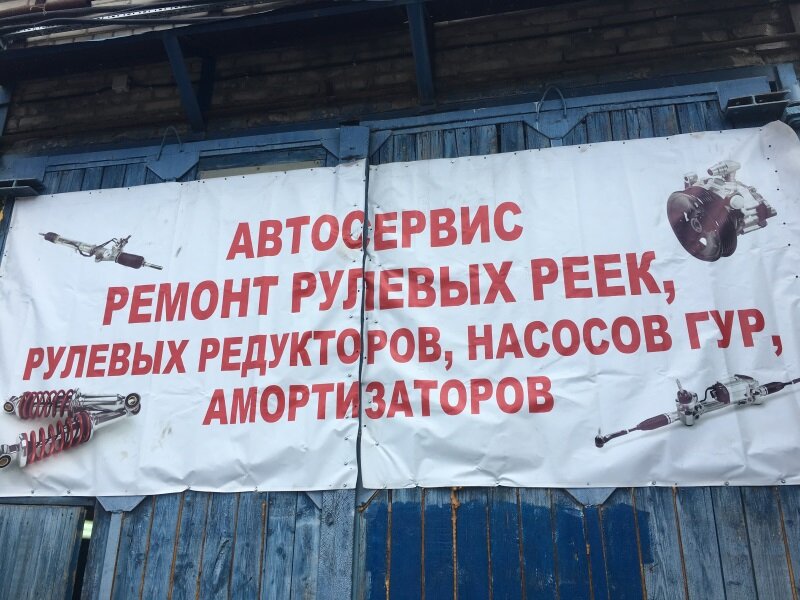 АВТОСЕРВИС
РЕМОНТ РУЛЕВЫХ РЕЕК,
РУЛЕВЫХ РЕДУКТОРОВ, НАСОСОВ ГУР,
АМОРТИЗАТОРОВ